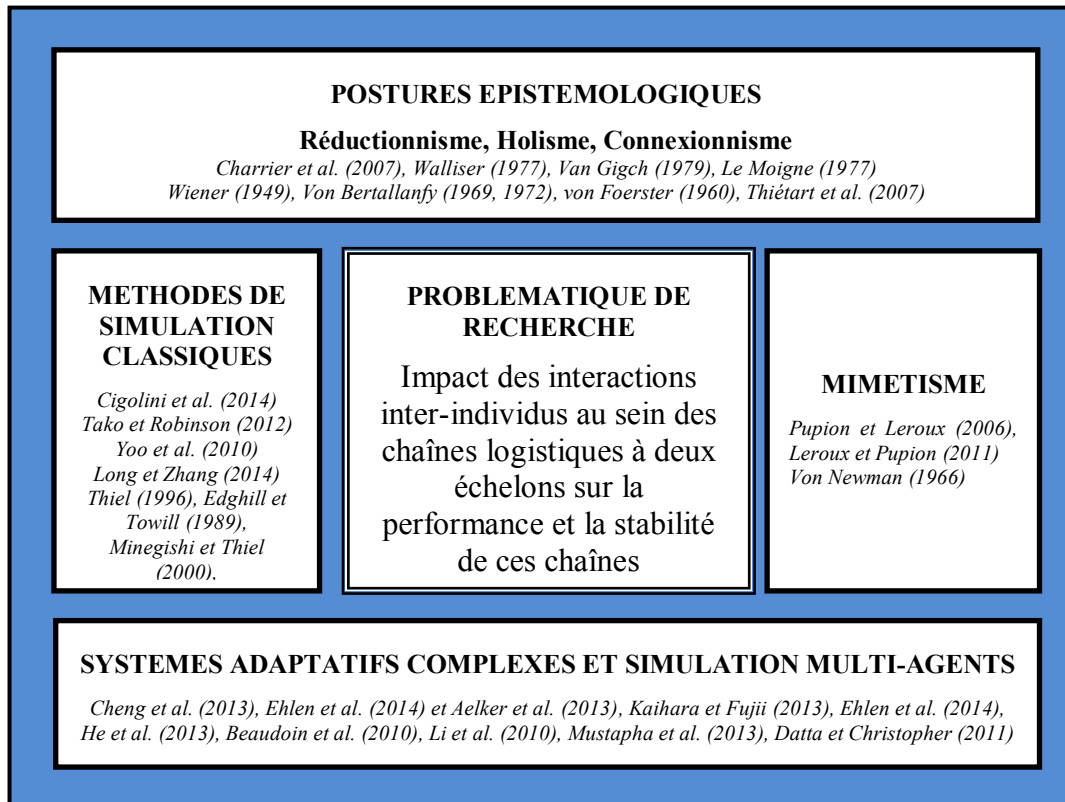 POSTURES EPISTEMOLOGIQUES
Réductionnisme, Holisme, Connexionnisme
Charrier et al. (2007), Walliser (1977), Van Gigch (1979), Le Moigne (1977)
Wiener (1949), Von Bertallanfy (1969, 1972), von Foerster (1960), Thiétart et al. (2007)
METHODES DE
SIMULATION
CLASSIQUES
Cigolini et al. (2014)
Tako et Robinson (2012)
Yoo et al. (2010)
Long et Zhang (2014)
Thiel (1996), Edghill et
Towill (1989),
Minegishi et Thiel
(2000),
PROBLEMATIQUE DE
RECHERCHE
Impact des interactions
inter-individus au sein des
chaînes logistiques à deux
échelons sur la
performance et la stabilité
de ces chaînes
MIMETISME
Pupion et Leroux (2006),
Leroux et Pupion (2011)
Von Newman (1966)
SYSTEMES ADAPTATIFS COMPLEXES ET SIMULATION MULTI-AGENTS
Cheng et al. (2013), Ehlen et al. (2014) et Aelker et al. (2013), Kaihara et Fujii (2013), Ehlen et al. (2014),
He et al. (2013), Beaudoin et al. (2010), Li et al. (2010), Mustapha et al. (2013), Datta et Christopher (2011)